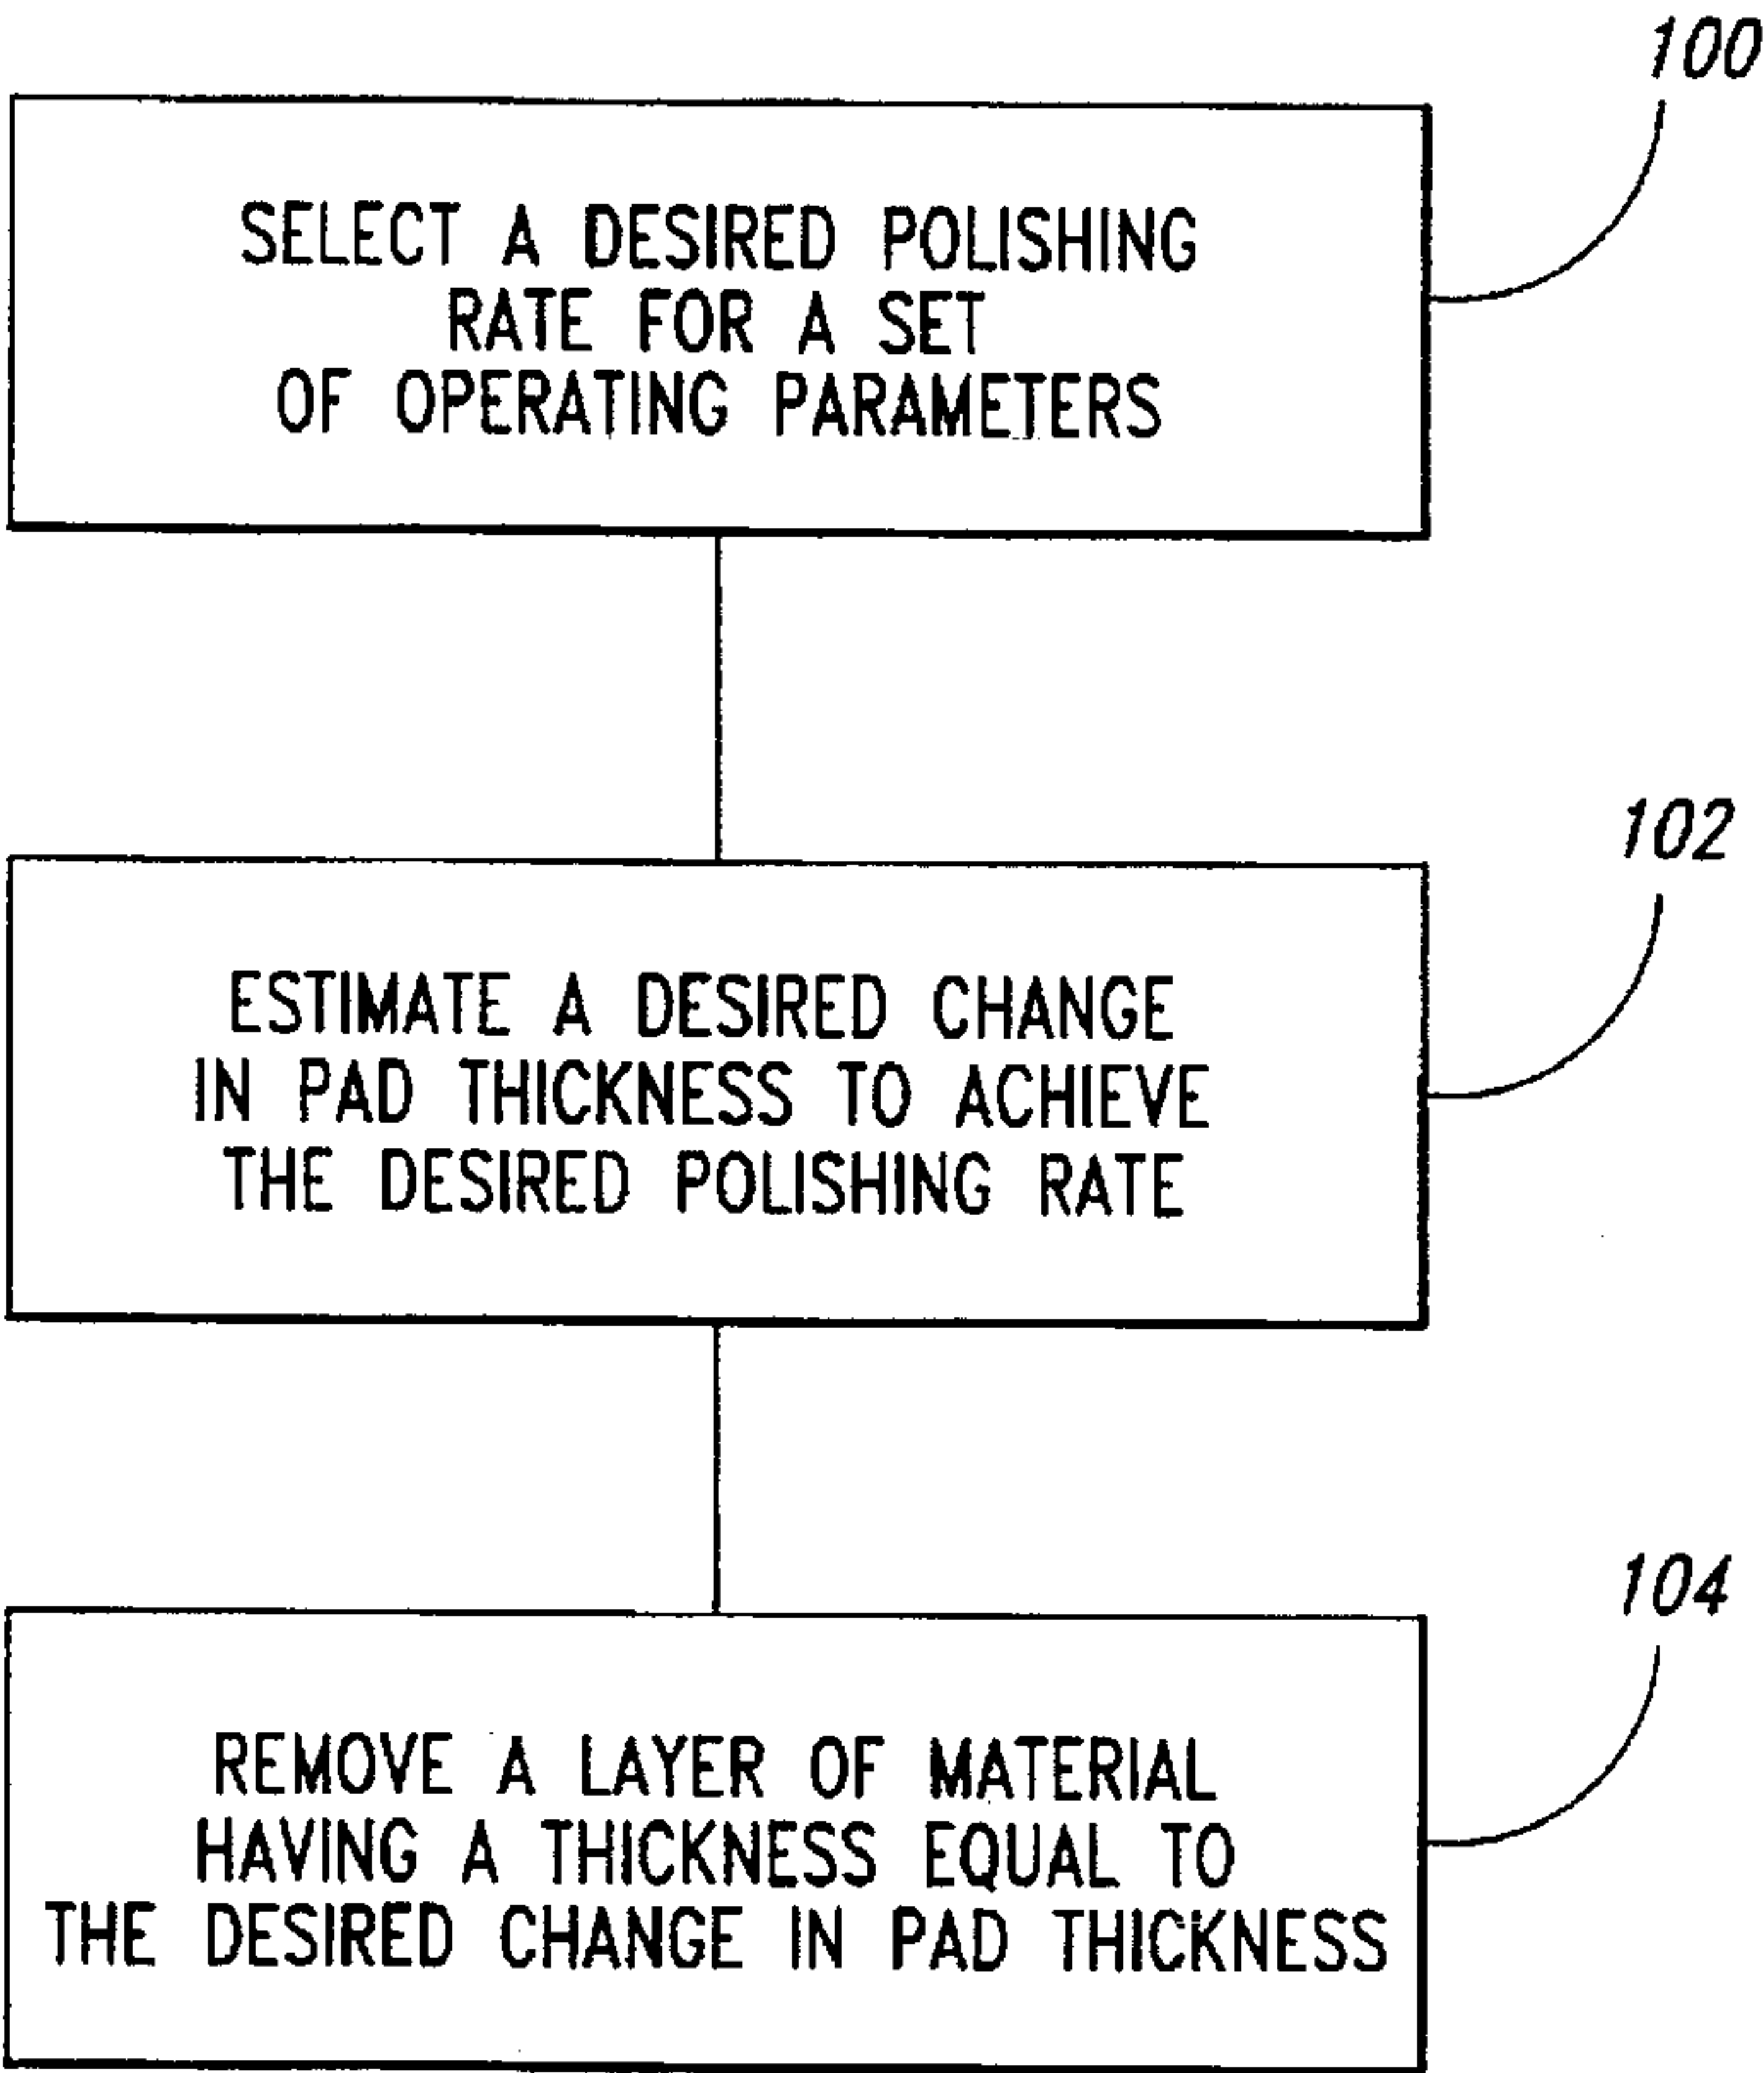 100
SELECT A DESIRED POLISHING
RATE FOR A SET
OF OPERATING PARAMETERS
102
ESTIMATE A DESIRED CHANGE
IN PAD THICKNESS TO ACHIEVE
THE DESIRED POLISHING RATE
104
REMOVE A LAYER OF MATERIAL
HAVING A THICKNESS EQUAL TO
THE DESIRED CHANGE IN PAD THICKNESS